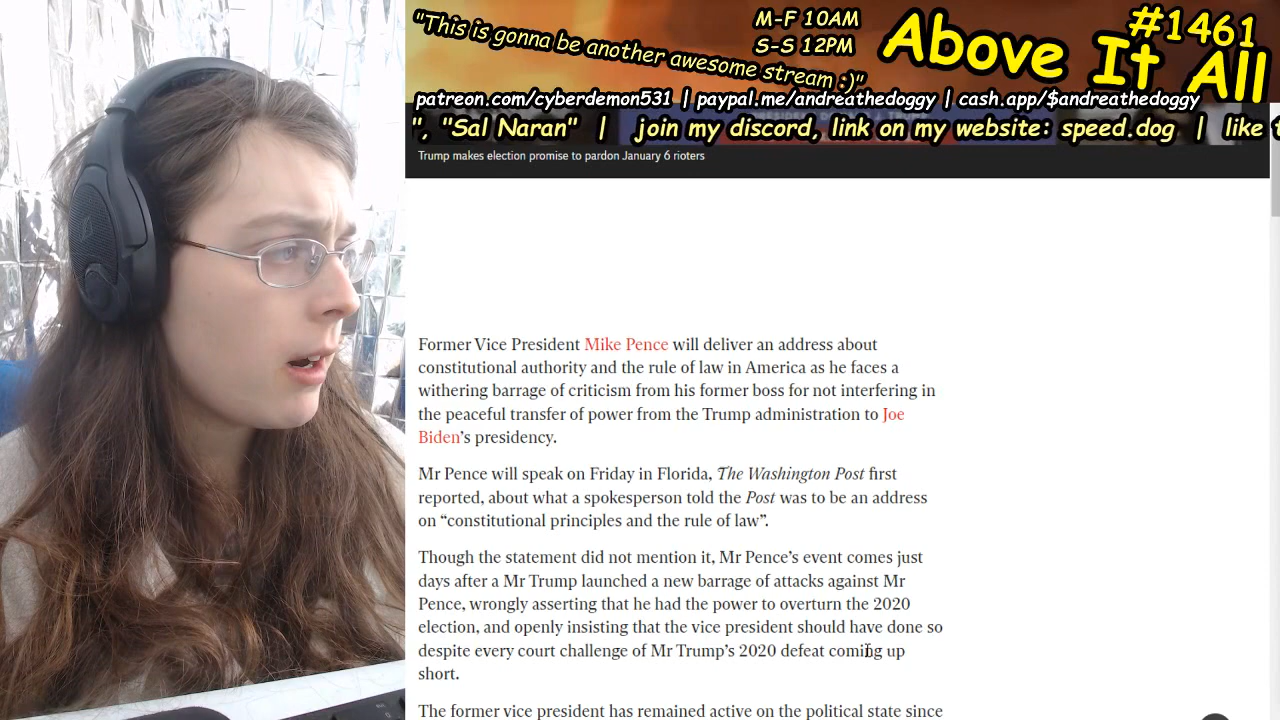 "This is gonna be another awesome stream :)"
M-F 10AM
S-S 12PM
Above It All
#1461
patreon.com/cyberdemon531 | paypal.me/andreathedoggy | cash.app/$andreathedoggy
", "Sal Naran" | join my discord, link on my website: speed.dog | like
Trump makes election promise to pardon January 6 rioters
Former Vice President Mike Pence will deliver an address about
constitutional authority and the rule of law in America as he faces a
withering barrage of criticism from his former boss for not interfering in
the peaceful transfer of power from the Trump administration to Joe
Biden's presidency.
Mr Pence will speak on Friday in Florida, The Washington Post first
reported, about what a spokesperson told the Post was to be an address
on “constitutional principles and the rule of law”.
Though the statement did not mention it, Mr Pence's event comes just
days after a Mr Trump launched a new barrage of attacks against Mr
Pence, wrongly asserting that he had the power to overturn the 2020
election, and openly insisting that the vice president should have done so
despite every court challenge of Mr Trump's 2020 defeat coming up
short.
The former vice president has remained active on the political state since